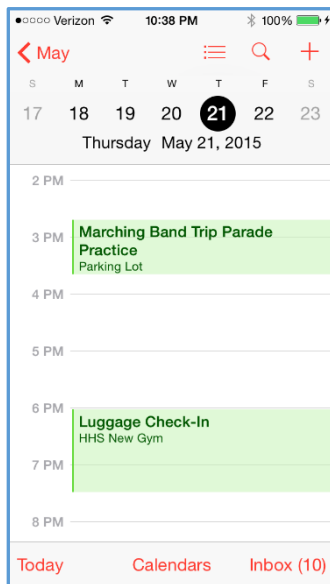 Verizon 10:38 PM 100%
May
S M T W T F S
17 18 19 20 21 22 23
Thursday May 21, 2015
2 PM
3 PM
Marching Band Trip Parade
Practice
Parking Lot
4 PM
5 PM
6 PM
Luggage Check-In
HHS New Gym
7 PM
8 PM
Today Calendars Inbox (10)